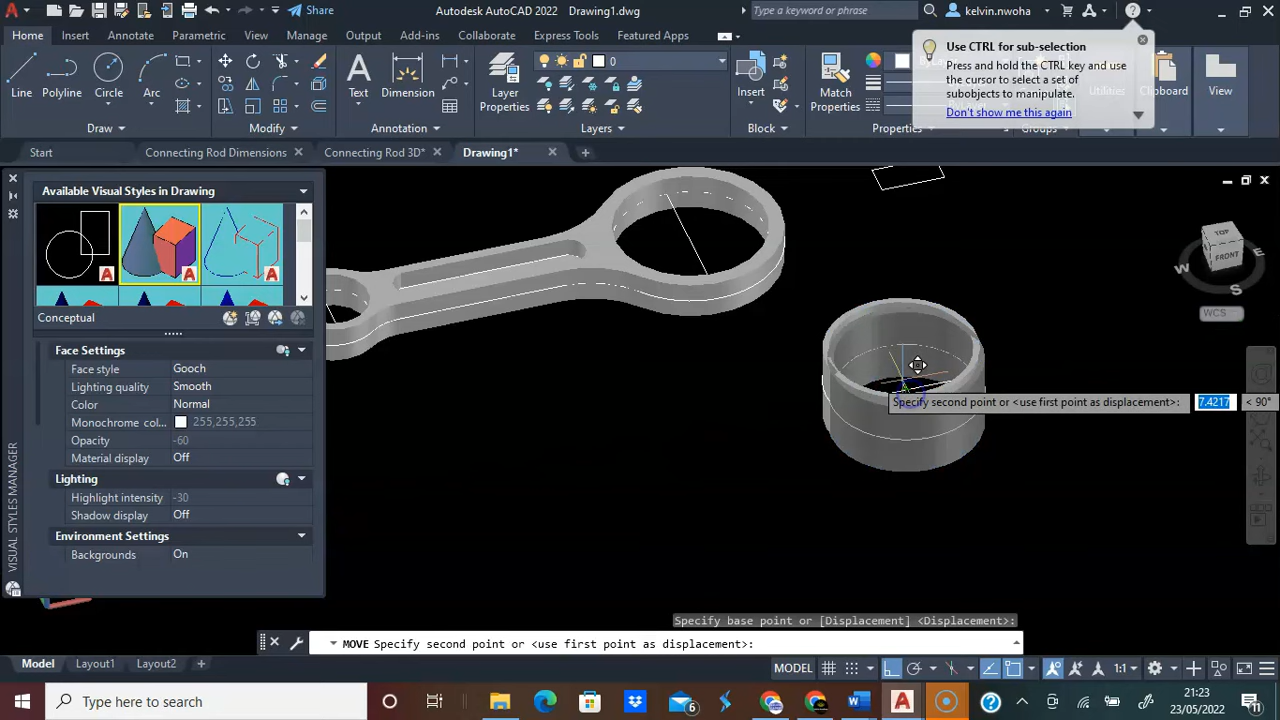 Share
Autodesk AutoCAD 2022 Drawing1.dwg
Type a keyword or phrase
kelvin.nwoha
Home Insert Annotate Parametric View Manage Output Add-ins Collaborate Express Tools Featured Apps
Use CTRL for sub-selection
Press and hold the CTRL key and use
the cursor to select a set of
subobjects to manipulate.
Don't show me this again
0
Line Polyline Circle Arc
Text Dimension
Layer
Properties
Insert
Match
Properties
Utilities
Clipboard
View
Draw Modify Annotation Layers Block Properties Groups
Start Connecting Rod Dimensions Connecting Rod 3D* Drawing1*
Available Visual Styles in Drawing
Conceptual
Face Settings
Face style Gooch
Lighting quality Smooth
Color Normal
Monochrome col... 255,255,255
Opacity -60
Material display Off
Lighting
Highlight intensity -30
Shadow display Off
Environment Settings
Backgrounds On
VISUAL STYLES MANAGER
TOP
FRONT
W
S
WCS
Specify second point or <use first point as displacement>: 7.4217 < 90°
Specify base point or [Displacement] <Displacement>:
MOVE Specify second point or <use first point as displacement>:
Model Layout1 Layout2
MODEL
1:1
Type here to search
6
21:23
23/05/2022
11